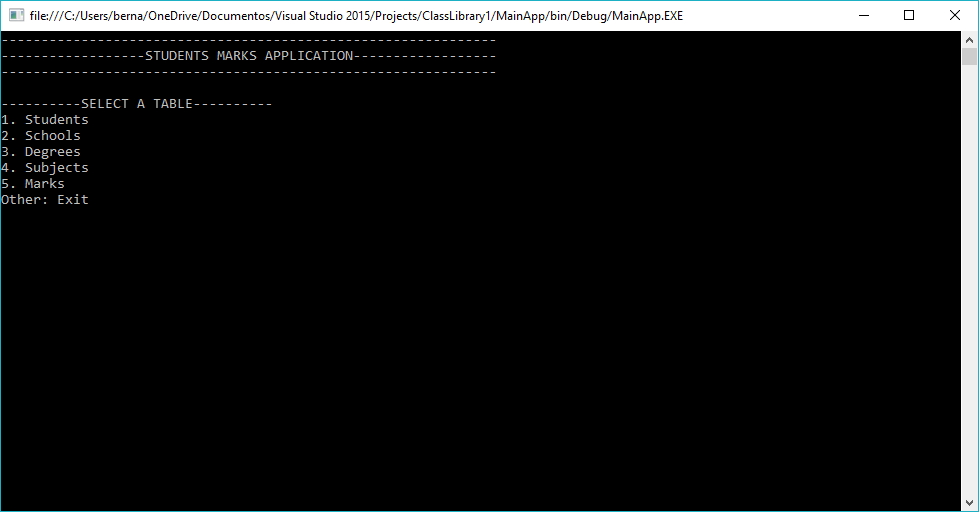 file:///C:/Users/berna/OneDrive/Documentos/Visual Studio 2015/Projects/ClassLibrary1/MainApp/bin/Debug/MainApp.EXE
--------------------------------------------------------------
------------------STUDENTS MARKS APPLICATION------------------
--------------------------------------------------------------
----------SELECT A TABLE----------
1. Students
2. Schools
3. Degrees
4. Subjects
5. Marks
Other: Exit